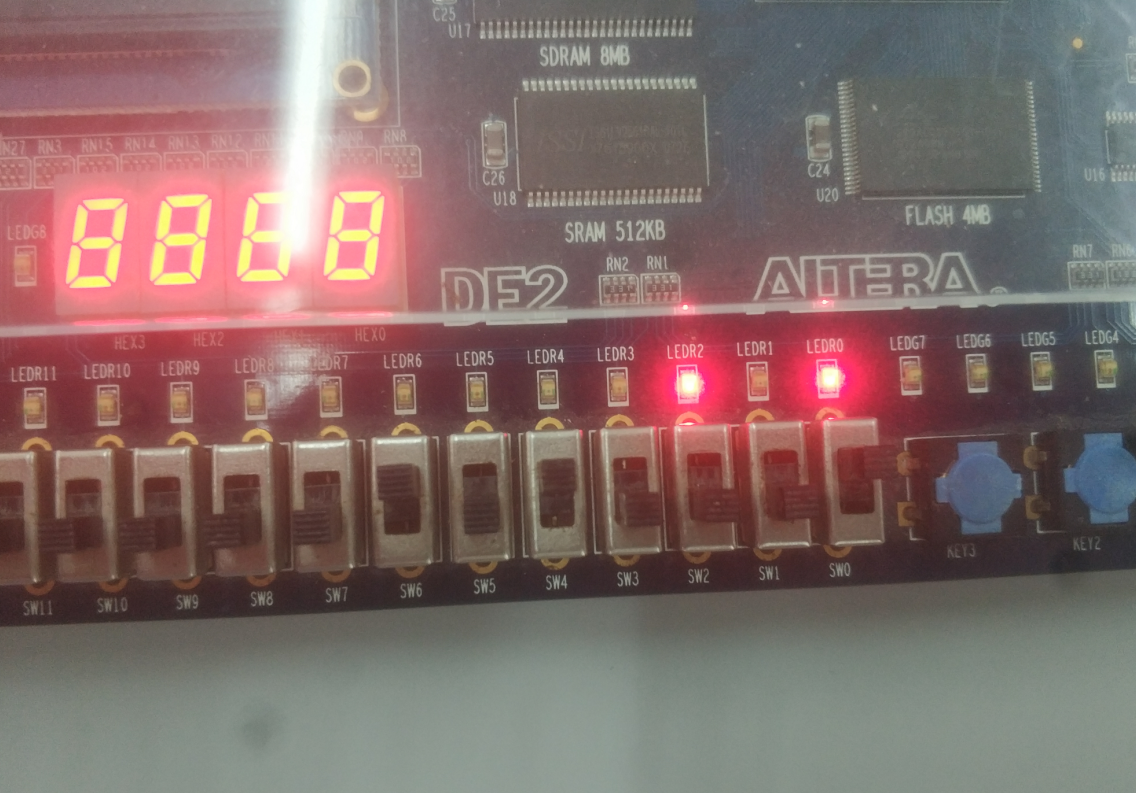 C25
U17
SDRAM 8MB
N27 RN3 RN15 RN14 RN13 RN12 RN8
C26
U18
SRAM 512KB
C24
U20
FLASH 4MB
U16
LEDG8
8888
DE2
RN2 RN1
ALTERA
RN7 RN6
HEX3 HEX2 HEX0
LEDR11 LEDR10 LEDR9 LEDR8 LEDR7 LEDR6 LEDR5 LEDR4 LEDR3 LEDR2 LEDR1 LEDR0 LEDG7 LEDG6 LEDG5 LEDG4
KEY3 KEY2
SW11 SW10 SW9 SW8 SW7 SW6 SW5 SW4 SW3 SW2 SW1 SW0